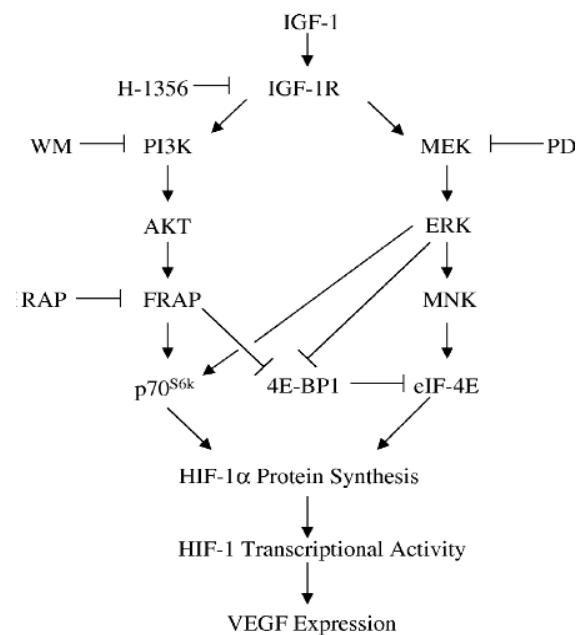 IGF-1
H-1356 IGF-1R
WM PI3K MEK PD
AKT ERK
RAP FRAP MNK
p70S6k 4E-BP1 eIF-4E
HIF-1α Protein Synthesis
HIF-1 Transcriptional Activity
VEGF Expression